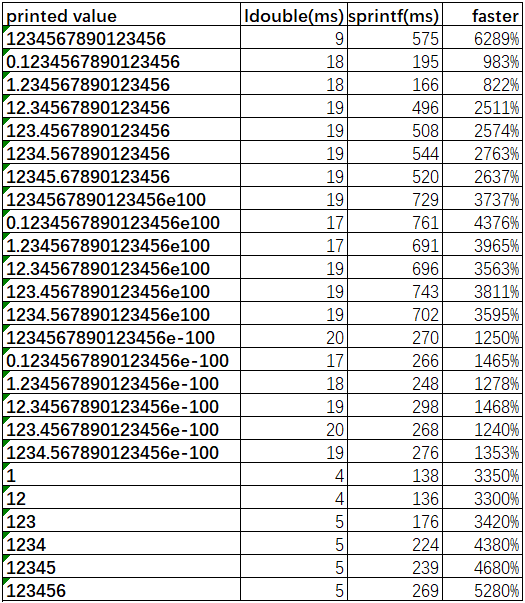 printed value ldouble(ms) sprintf(ms) faster
1234567890123456 9 575 6289%
0.1234567890123456 18 195 983%
1.234567890123456 18 166 822%
12.34567890123456 19 496 2511%
123.4567890123456 19 508 2574%
1234.567890123456 19 544 2763%
12345.67890123456 19 520 2637%
1234567890123456e100 19 729 3737%
0.1234567890123456e100 17 761 4376%
1.234567890123456e100 17 691 3965%
12.34567890123456e100 19 696 3563%
123.4567890123456e100 19 743 3811%
1234.567890123456e100 19 702 3595%
1234567890123456e-100 20 270 1250%
0.1234567890123456e-100 17 266 1465%
1.234567890123456e-100 18 248 1278%
12.34567890123456e-100 19 298 1468%
123.4567890123456e-100 20 268 1240%
1234.567890123456e-100 19 276 1353%
1 4 138 3350%
12 4 136 3300%
123 5 176 3420%
1234 5 224 4380%
12345 5 239 4680%
123456 5 269 5280%